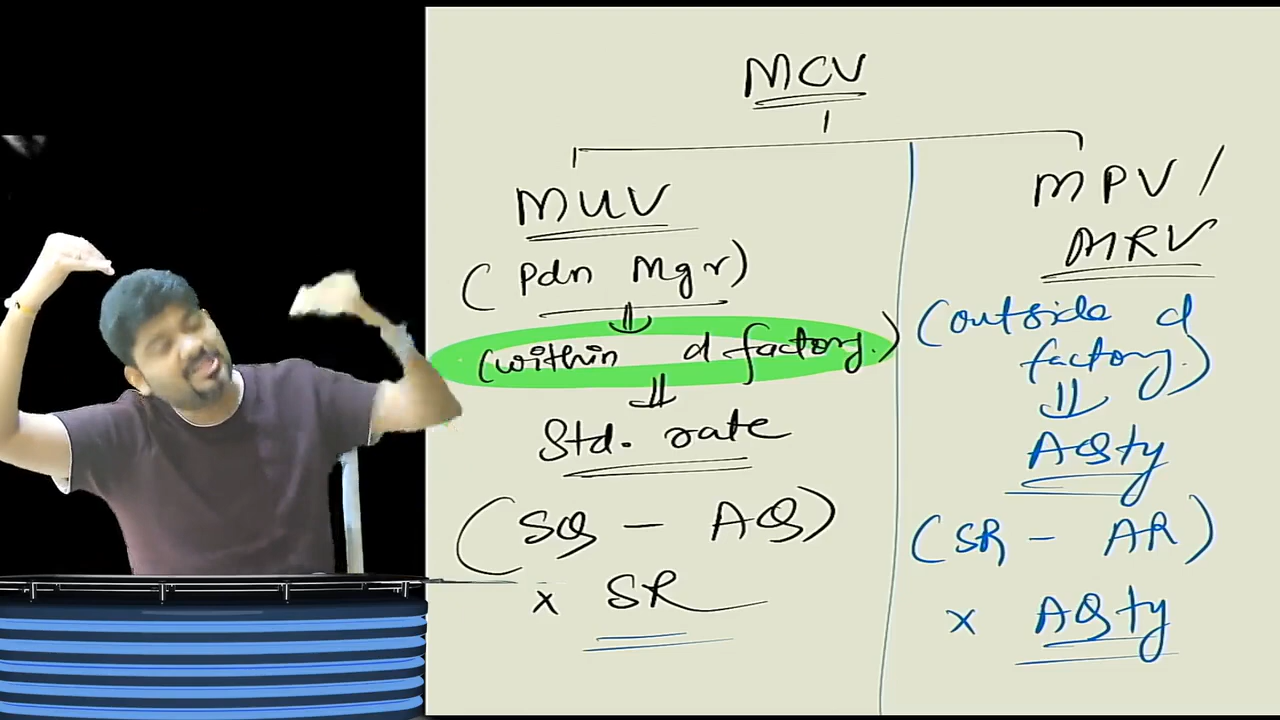 MCV
MUV
(Pdn Mgr)
(within d factory.)
Std. rate
(SQ - AQ)
x SR
MPV /
MRV
(outside d
factory.)
AQty
(SR - AR)
x AQty